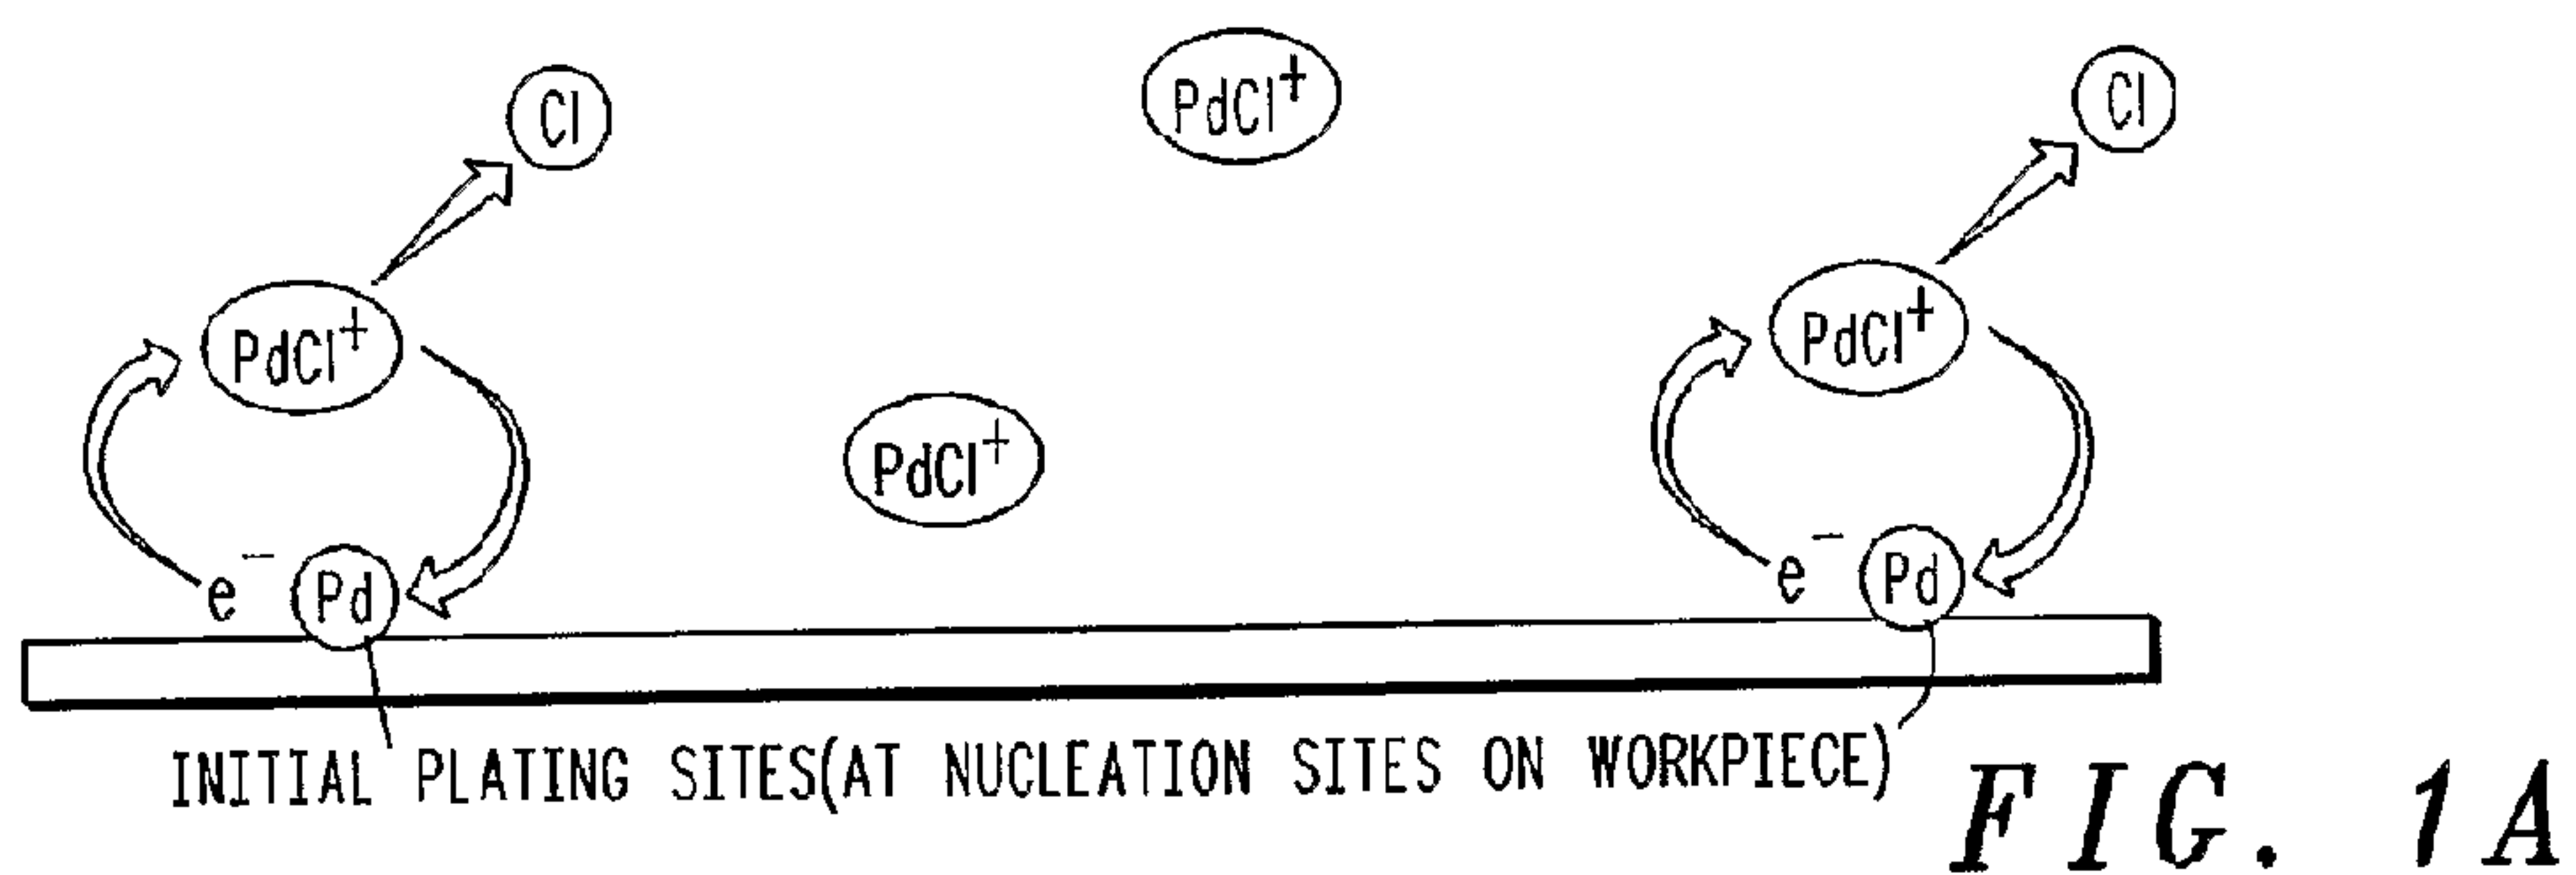 Cl
PdCl+
Cl
PdCl+
PdCl+
PdCl+
e- Pd
e- Pd
INITIAL PLATING SITES(AT NUCLEATION SITES ON WORKPIECE)
FIG. 1A